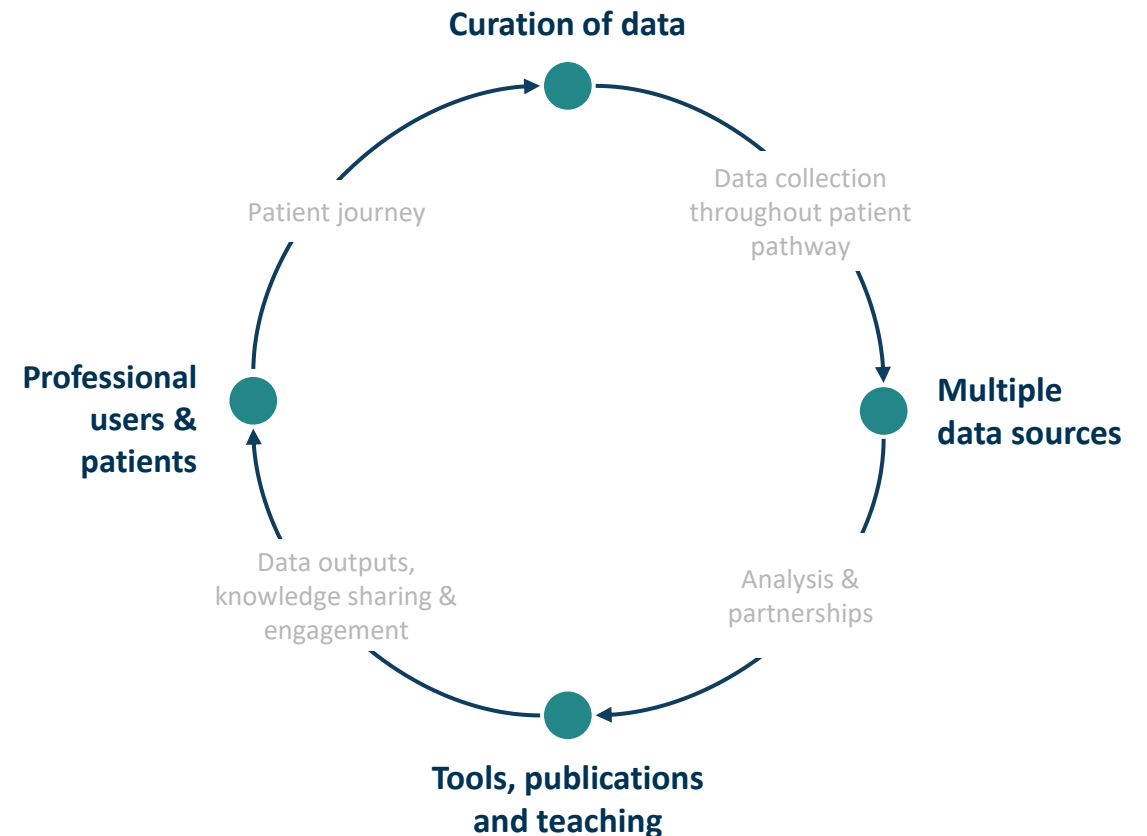 Curation of data
Data collection
throughout patient
pathway
Patient journey
Professional
users &
patients
Multiple
data sources
Data outputs,
knowledge sharing &
engagement
Analysis &
partnerships
Tools, publications
and teaching